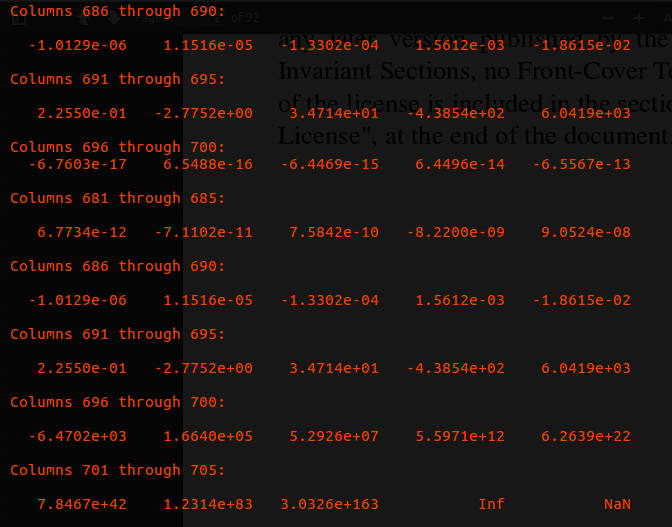 Columns 686 through 690:
of 92
-1.0129e-06 1.1516e-05 -1.3302e-04 1.5612e-03 -1.8615e-02
any later version published by the
Invariant Sections, no Front-Cover
Columns 691 through 695:
2.2550e-01 -2.7752e+00 3.4714e+01 -4.3854e+02 6.0419e+03
of the license is included in the
License", at the end of the document.
Columns 696 through 700:
-6.7603e-17 6.5488e-16 -6.4469e-15 6.4496e-14 -6.5567e-13
Columns 681 through 685:
6.7734e-12 -7.1102e-11 7.5842e-10 -8.2200e-09 9.0524e-08
Columns 686 through 690:
-1.0129e-06 1.1516e-05 -1.3302e-04 1.5612e-03 -1.8615e-02
Columns 691 through 695:
2.2550e-01 -2.7752e+00 3.4714e+01 -4.3854e+02 6.0419e+03
Columns 696 through 700:
-6.4702e+03 1.6640e+05 5.2926e+07 5.5971e+12 6.2639e+22
Columns 701 through 705:
7.8467e+42 1.2314e+83 3.0326e+163 Inf NaN